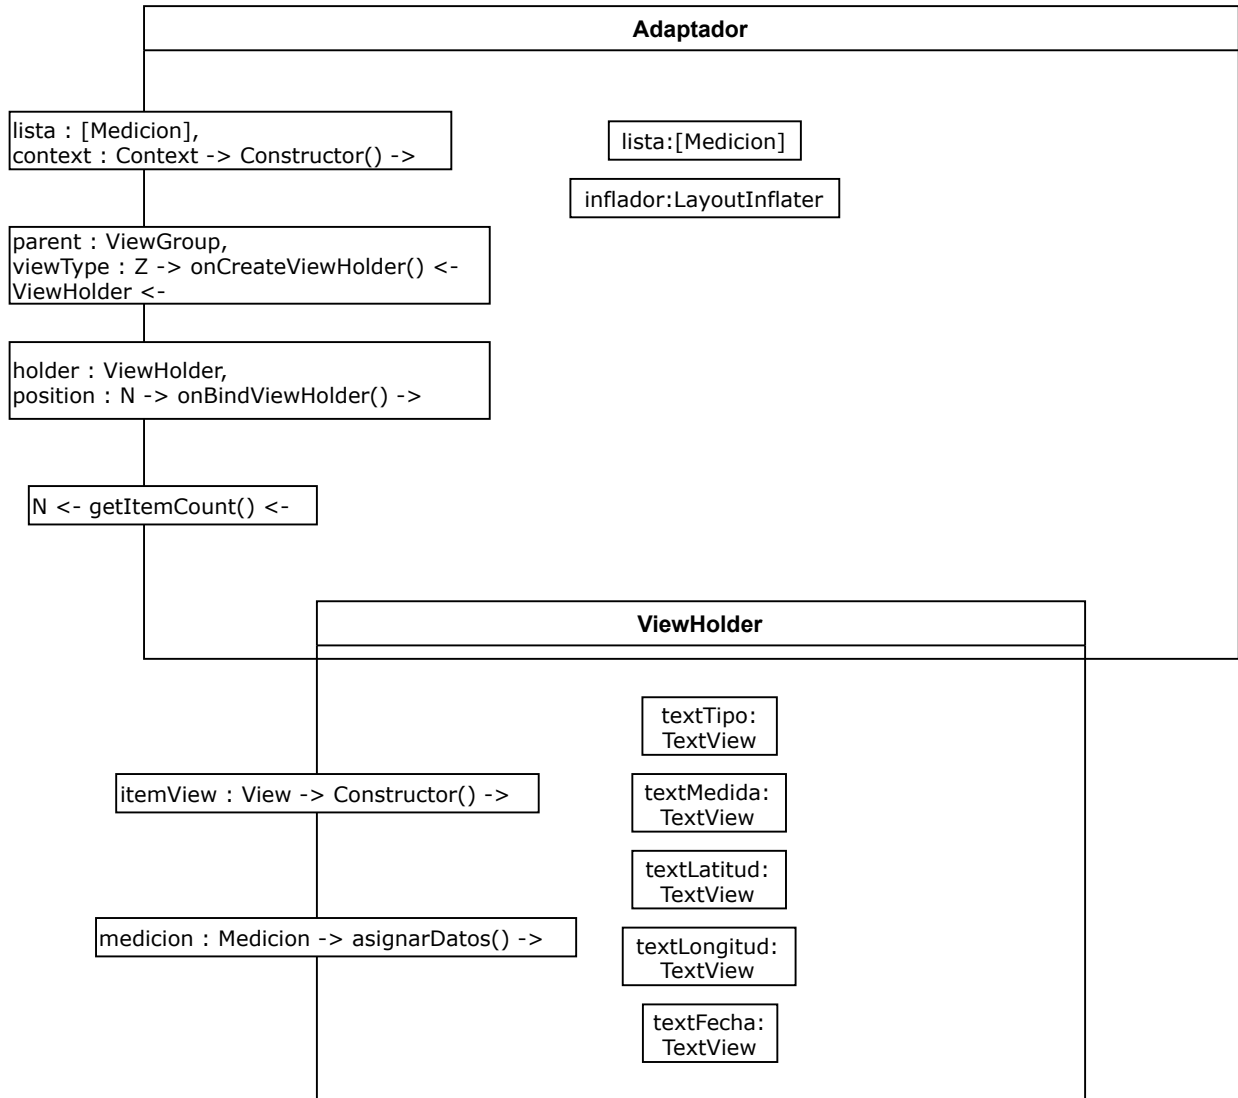 Adaptador
lista : [Medicion],
context : Context -> Constructor() ->
lista:[Medicion]
inflador:LayoutInflater
parent : ViewGroup,
viewType : Z -> onCreateViewHolder() <-
ViewHolder <-
holder : ViewHolder,
position : N -> onBindViewHolder() ->
N <- getItemCount() <-
ViewHolder
textTipo:
TextView
itemView : View -> Constructor() ->
textMedida:
TextView
textLatitud:
TextView
medicion : Medicion -> asignarDatos() ->
textLongitud:
TextView
textFecha:
TextView